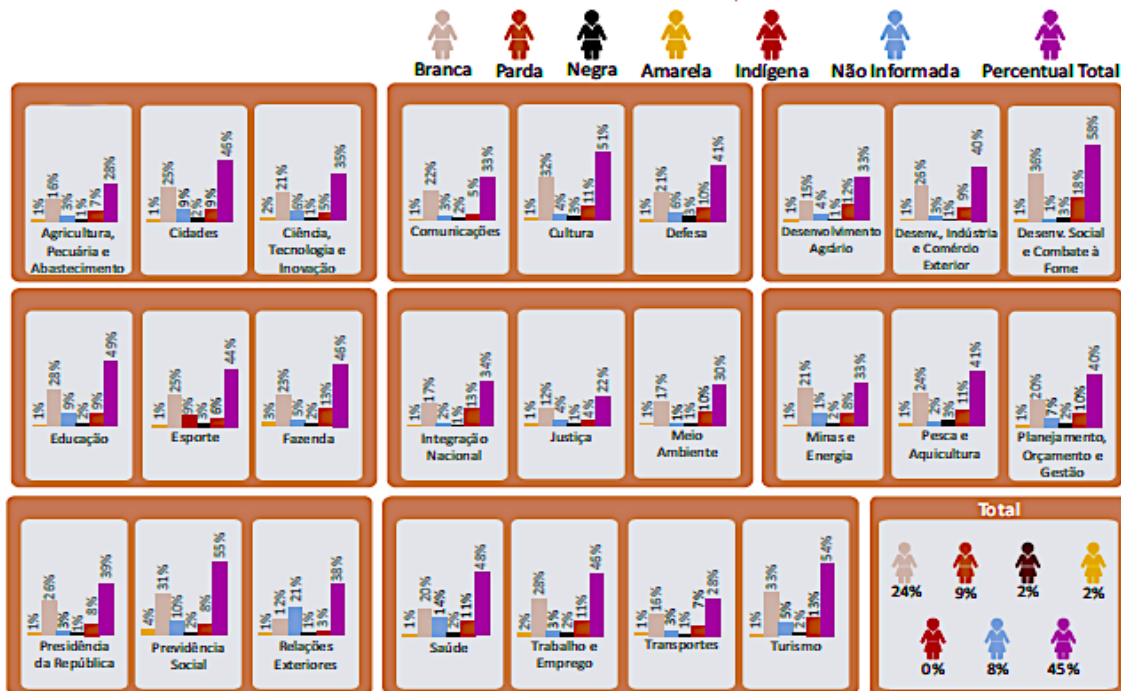 Branca Parda Negra Amarela Indígena Não Informada Percentual Total
1% 16% 3% 1% 7% 28%
Agricultura,
Pecuária e
Abastecimento
1% 25% 9% 2% 9% 46%
Cidades
2% 21% 6% 1% 5% 35%
Ciência,
Tecnologia e
Inovação
1% 22% 3% 2% 5% 33%
Comunicações
1% 32% 4% 3% 11% 51%
Cultura
1% 21% 6% 3% 10% 41%
Defesa
1% 15% 4% 1% 12% 33%
Desenvolvimento
Agrário
1% 26% 3% 1% 9% 40%
Desenv., Indústria
e Comércio
Exterior
1% 36% 1% 3% 18% 58%
Desenv. Social
e Combate à
Fome
1% 28% 9% 2% 9% 49%
Educação
1% 25% 9% 3% 6% 44%
Esporte
3% 23% 5% 2% 13% 46%
Fazenda
1% 17% 2% 1% 13% 34%
Integração
Nacional
1% 12% 4% 1% 4% 22%
Justiça
1% 17% 1% 1% 10% 30%
Meio
Ambiente
1% 21% 1% 2% 8% 33%
Minas e
Energia
1% 24% 2% 3% 11% 41%
Pesca e
Aquicultura
1% 20% 7% 2% 10% 40%
Planejamento,
Orçamento e
Gestão
1% 26% 3% 1% 8% 39%
Presidência
da República
4% 31% 10% 2% 8% 55%
Previdência
Social
1% 12% 21% 1% 3% 38%
Relações
Exteriores
1% 20% 14% 2% 11% 48%
Saúde
2% 28% 3% 2% 11% 46%
Trabalho e
Emprego
1% 16% 3% 1% 7% 28%
Transportes
1% 33% 5% 2% 13% 54%
Turismo
Total
24% 9% 2% 2%
0% 8% 45%